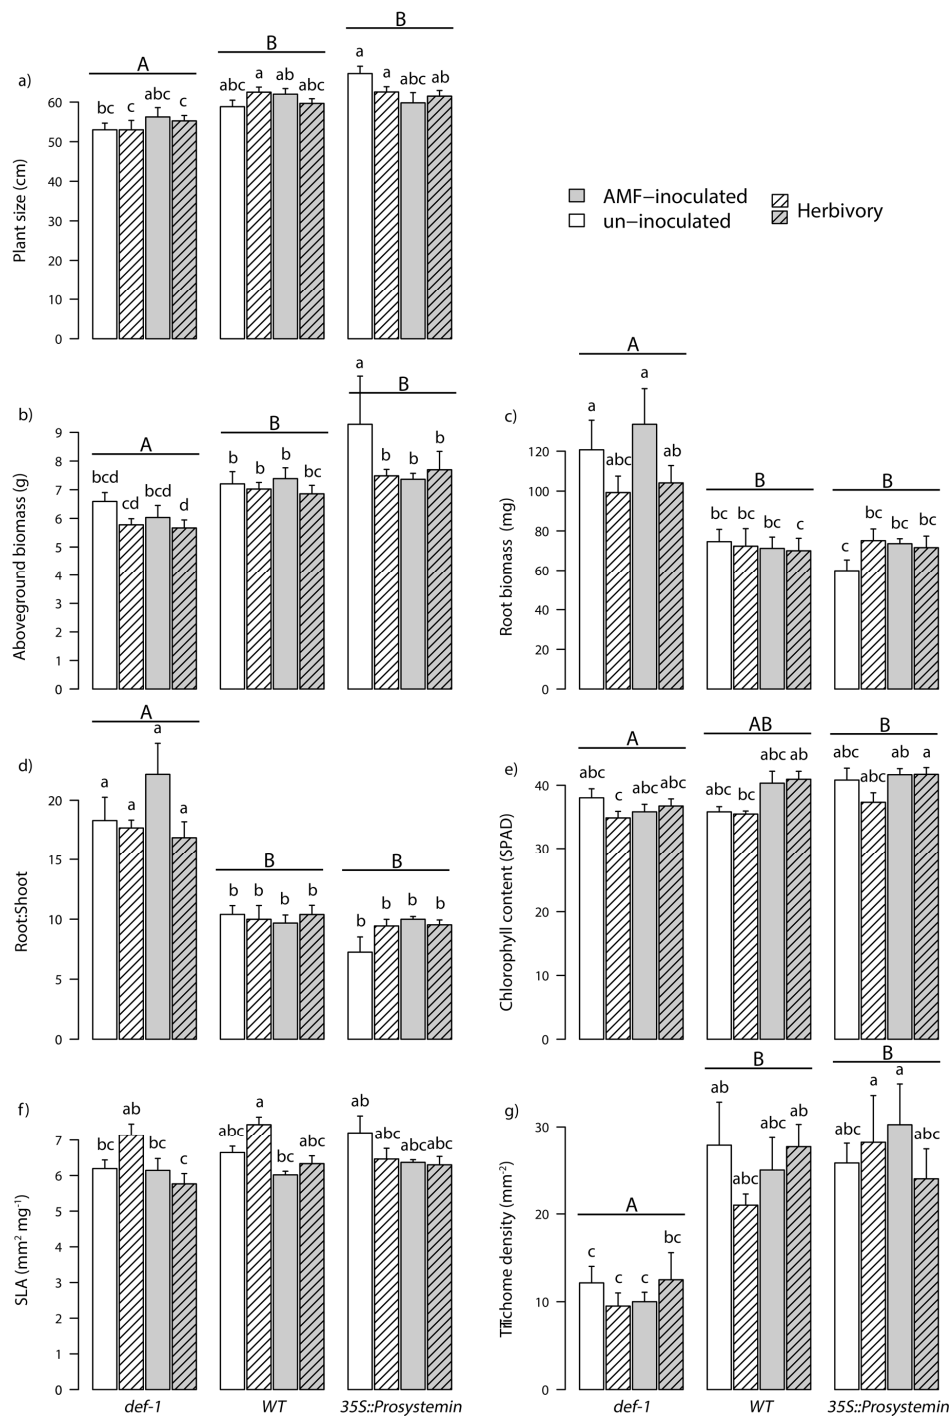 a)
A
B
B
bc c abc c
abc a ab abc
a a abc ab
Plant size (cm)
60
50
40
30
20
10
0
AMF−inoculated
un−inoculated
Herbivory
b)
A
B
B
bcd cd bcd d
b b b bc
a b b b
Aboveground biomass (g)
9
8
7
6
5
4
3
2
1
0
c)
A
B
B
a abc a ab
bc bc bc c
c bc bc bc
Root biomass (mg)
120
100
80
60
40
20
0
d)
A
B
B
a a a a
b b b b
b b b b
Root:Shoot
20
15
10
5
0
e)
A
AB
B
abc c abc abc
abc bc abc ab
abc abc ab a
Chlorophyll content (SPAD)
40
30
20
10
0
f)
bc ab bc c
abc a bc abc
ab abc abc abc
SLA (mm² mg⁻¹)
7
6
5
4
3
2
1
0
def-1 WT 35S::Prosystemin
g)
A
B
B
c c c bc
ab abc abc ab
abc a a abc
Trichome density (mm⁻²)
30
20
10
0
def-1 WT 35S::Prosystemin